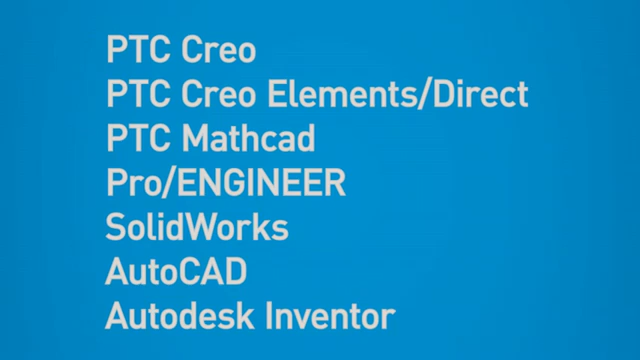 PTC Creo
PTC Creo Elements/Direct
PTC Mathcad
Pro/ENGINEER
SolidWorks
AutoCAD
Autodesk Inventor